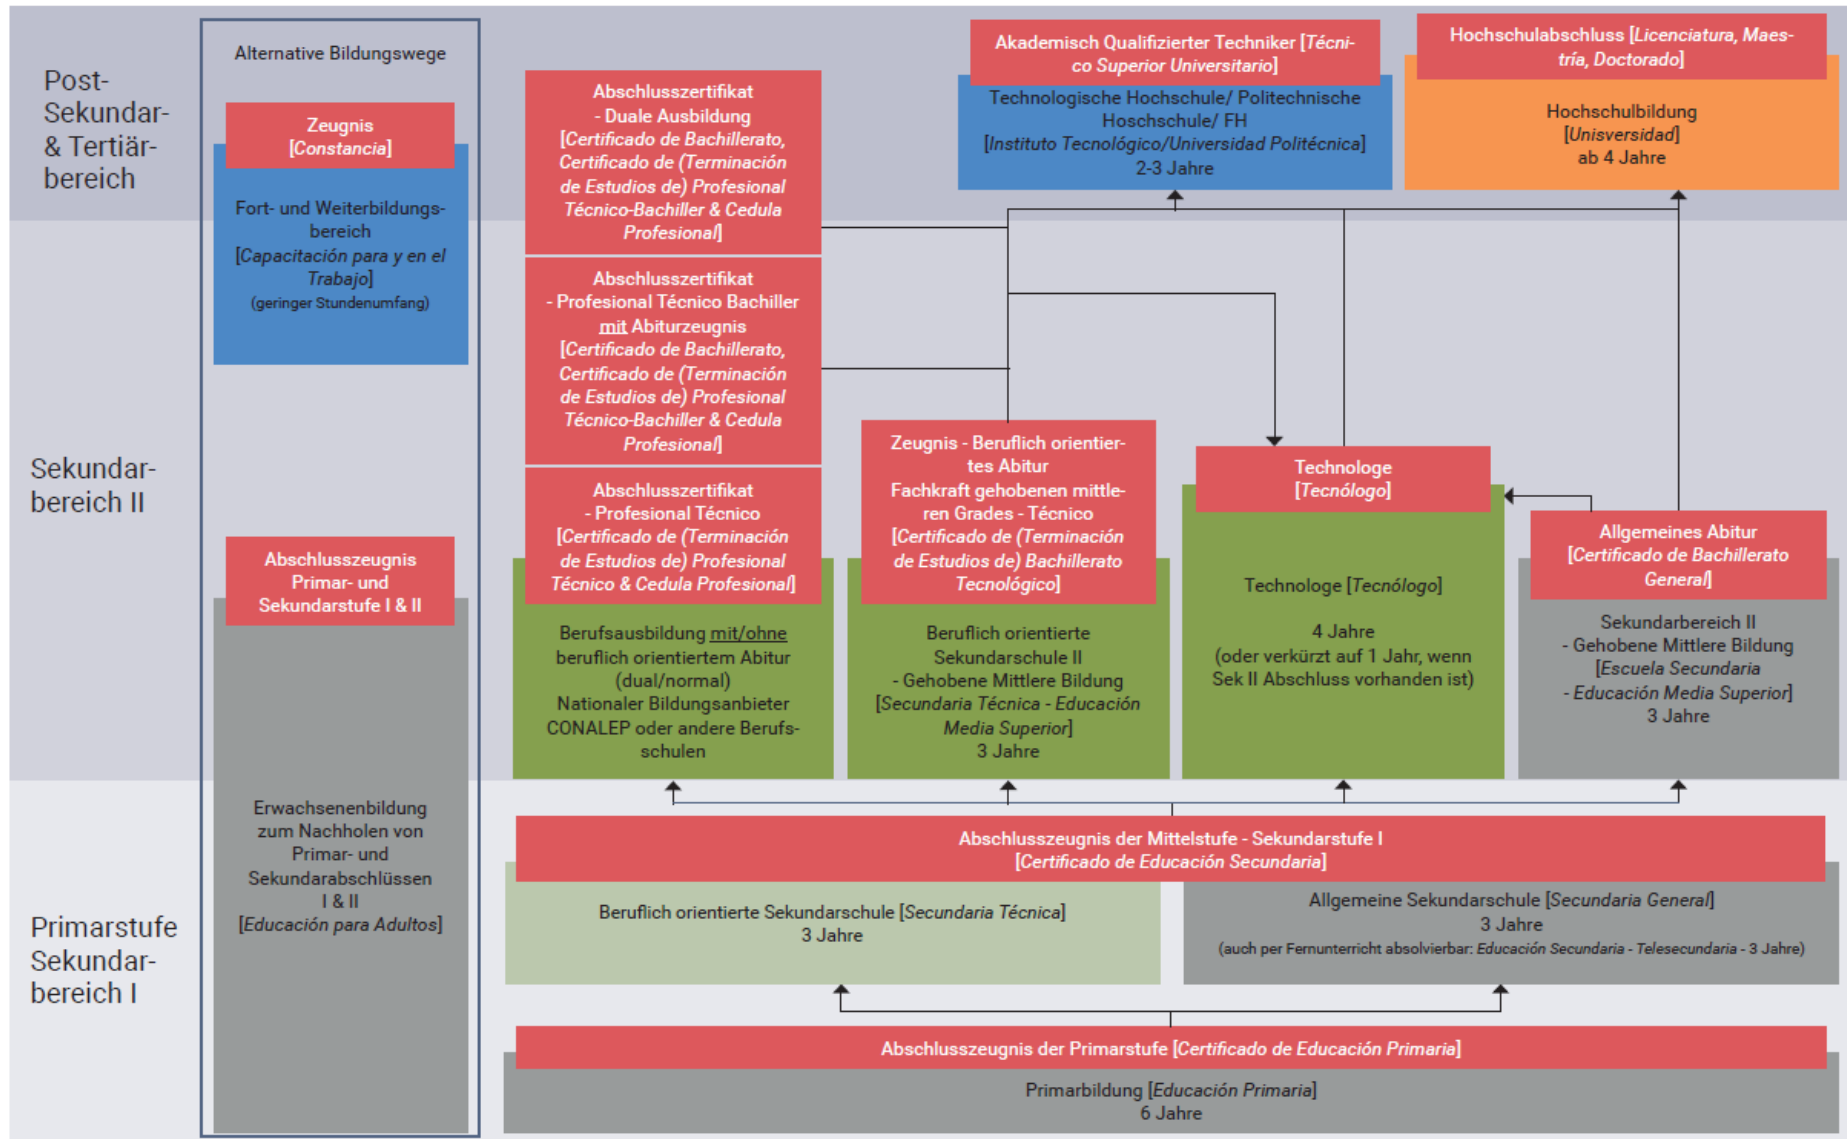 Post-
Sekundar-
& Tertiär-
bereich
Alternative Bildungswege
Zeugnis
[Constancia]
Fort- und Weiterbildungs-
bereich
[Capacitación para y en el
Trabajo]
(geringer Stundenumfang)
Abschlusszertifikat
- Duale Ausbildung
[Certificado de Bachillerato,
Certificado de (Terminación
de Estudios de) Profesional
Técnico-Bachiller & Cedula
Profesional]
Akademisch Qualifizierter Techniker [Técni-
co Superior Universitario]
Technologische Hochschule/ Politechnische
Hoschschule/ FH
[Instituto Tecnológico/Universidad Politécnica]
2-3 Jahre
Hochschulabschluss [Licenciatura, Maes-
tría, Doctorado]
Hochschulbildung
[Unisversidad]
ab 4 Jahre
Sekundar-
bereich II
Abschlusszertifikat
- Profesional Técnico Bachiller
mit Abiturzeugnis
[Certificado de Bachillerato,
Certificado de (Terminación
de Estudios de) Profesional
Técnico-Bachiller & Cedula
Profesional]
Abschlusszertifikat
- Profesional Técnico
[Certificado de (Terminación
de Estudios de) Profesional
Técnico & Cedula Profesional]
Berufsausbildung mit/ohne
beruflich orientiertem Abitur
(dual/normal)
Nationaler Bildungsanbieter
CONALEP oder andere Berufs-
schulen
Zeugnis - Beruflich orientier-
tes Abitur
Fachkraft gehobenen mittle-
ren Grades - Técnico
[Certificado de (Terminación
de Estudios de) Bachillerato
Tecnológico]
Beruflich orientierte
Sekundarschule II
- Gehobene Mittlere Bildung
[Secundaria Técnica - Educación
Media Superior]
3 Jahre
Technologe
[Tecnólogo]
Technologe [Tecnólogo]
4 Jahre
(oder verkürzt auf 1 Jahr, wenn
Sek II Abschluss vorhanden ist)
Allgemeines Abitur
[Certificado de Bachillerato
General]
Sekundarbereich II
- Gehobene Mittlere Bildung
[Escuela Secundaria
- Educación Media Superior]
3 Jahre
Abschlusszeugnis
Primar- und
Sekundarstufe I & II
Erwachsenenbildung
zum Nachholen von
Primar- und
Sekundarabschlüssen
I & II
[Educación para Adultos]
Primarstufe
Sekundar-
bereich I
Abschlusszeugnis der Mittelstufe - Sekundarstufe I
[Certificado de Educación Secundaria]
Beruflich orientierte Sekundarschule [Secundaria Técnica]
3 Jahre
Allgemeine Sekundarschule [Secundaria General]
3 Jahre
(auch per Fernunterricht absolvierbar: Educación Secundaria - Telesecundaria - 3 Jahre)
Abschlusszeugnis der Primarstufe [Certificado de Educación Primaria]
Primarbildung [Educación Primaria]
6 Jahre